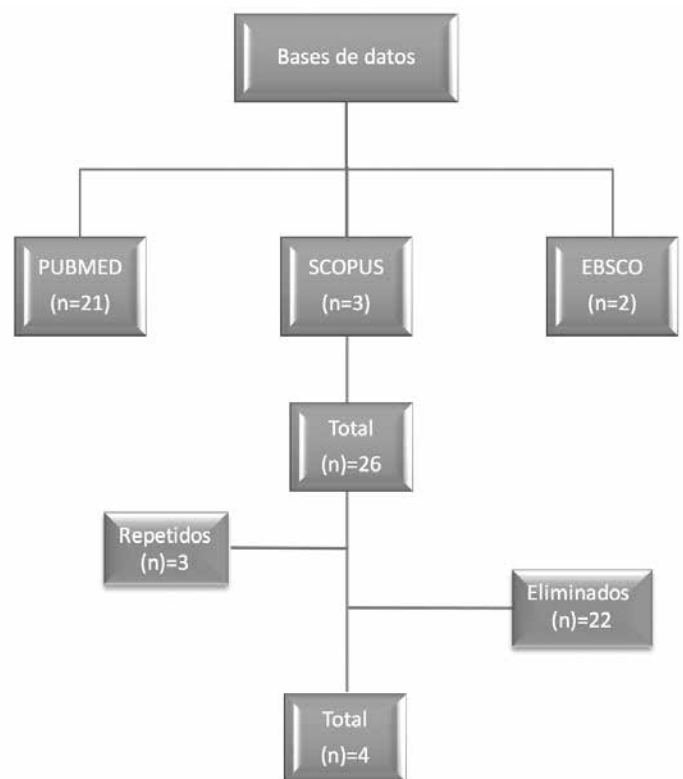 Bases de datos
PUBMED
(n=21)
SCOPUS
(n=3)
EBSCO
(n=2)
Total
(n)=26
Repetidos
(n)=3
Eliminados
(n)=22
Total
(n)=4